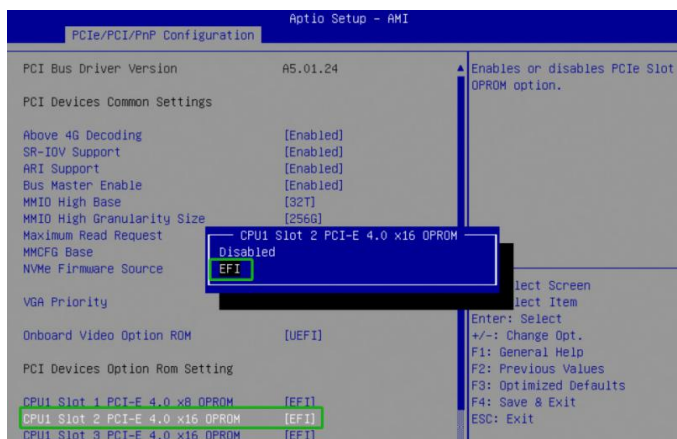 Aptio Setup - AMI
PCIe/PCI/PnP Configuration
PCI Bus Driver Version A5.01.24
Enables or disables PCIe Slot
OPROM option.
PCI Devices Common Settings
Above 4G Decoding [Enabled]
SR-IOV Support [Enabled]
ARI Support [Enabled]
Bus Master Enable [Enabled]
MMIO High Base [32T]
MMIO High Granularity Size [256G]
Maximum Read Request
MMCFG Base
NVMe Firmware Source
CPU1 Slot 2 PCI-E 4.0 x16 OPROM
Disabled
EFI
VGA Priority
Onboard Video Option ROM [UEFI]
PCI Devices Option Rom Setting
CPU1 Slot 1 PCI-E 4.0 x8 OPROM [EFI]
CPU1 Slot 2 PCI-E 4.0 x16 OPROM [EFI]
CPU1 Slot 3 PCI-E 4.0 x16 OPROM [EFI]
lect Screen
lect Item
Enter: Select
+/-: Change Opt.
F1: General Help
F2: Previous Values
F3: Optimized Defaults
F4: Save & Exit
ESC: Exit